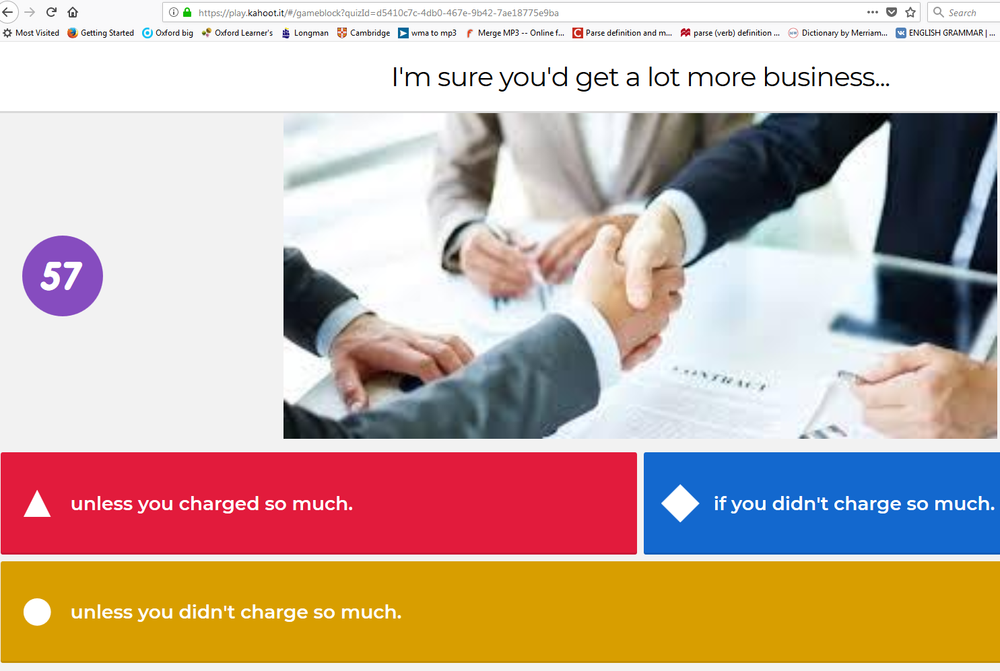 https://play.kahoot.it/#/gameblock?quizId=d5410c7c-4db0-467e-9b42-7ae18775e9ba
Search
Most Visited Getting Started Oxford big Oxford Learner's Longman Cambridge wma to mp3 Merge MP3 -- Online f... Parse definition and m... parse (verb) definition ... Dictionary by Merriam... ENGLISH GRAMMAR | ...
I'm sure you'd get a lot more business...
57
CONTRACT
unless you charged so much.
if you didn't charge so much.
unless you didn't charge so much.